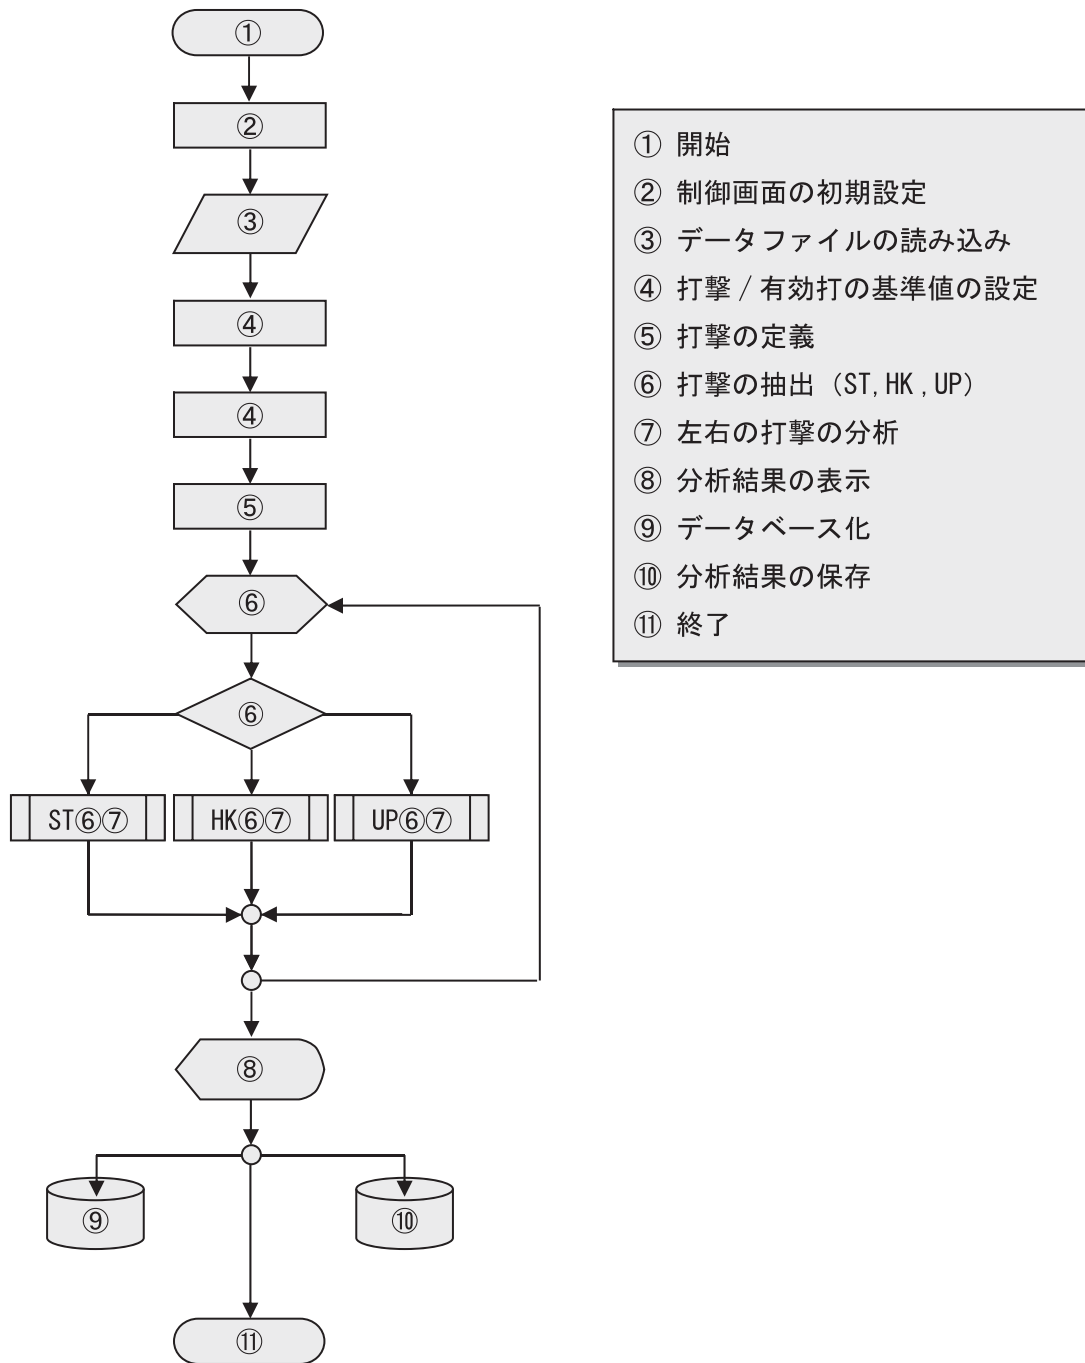 ①
②
③
④
④
⑤
⑥
⑥
ST⑥⑦
HK⑥⑦
UP⑥⑦
⑧
⑨
⑩
⑪
① 開始
② 制御画面の初期設定
③ データファイルの読み込み
④ 打撃 / 有効打の基準値の設定
⑤ 打撃の定義
⑥ 打撃の抽出（ST, HK , UP）
⑦ 左右の打撃の分析
⑧ 分析結果の表示
⑨ データベース化
⑩ 分析結果の保存
⑪ 終了